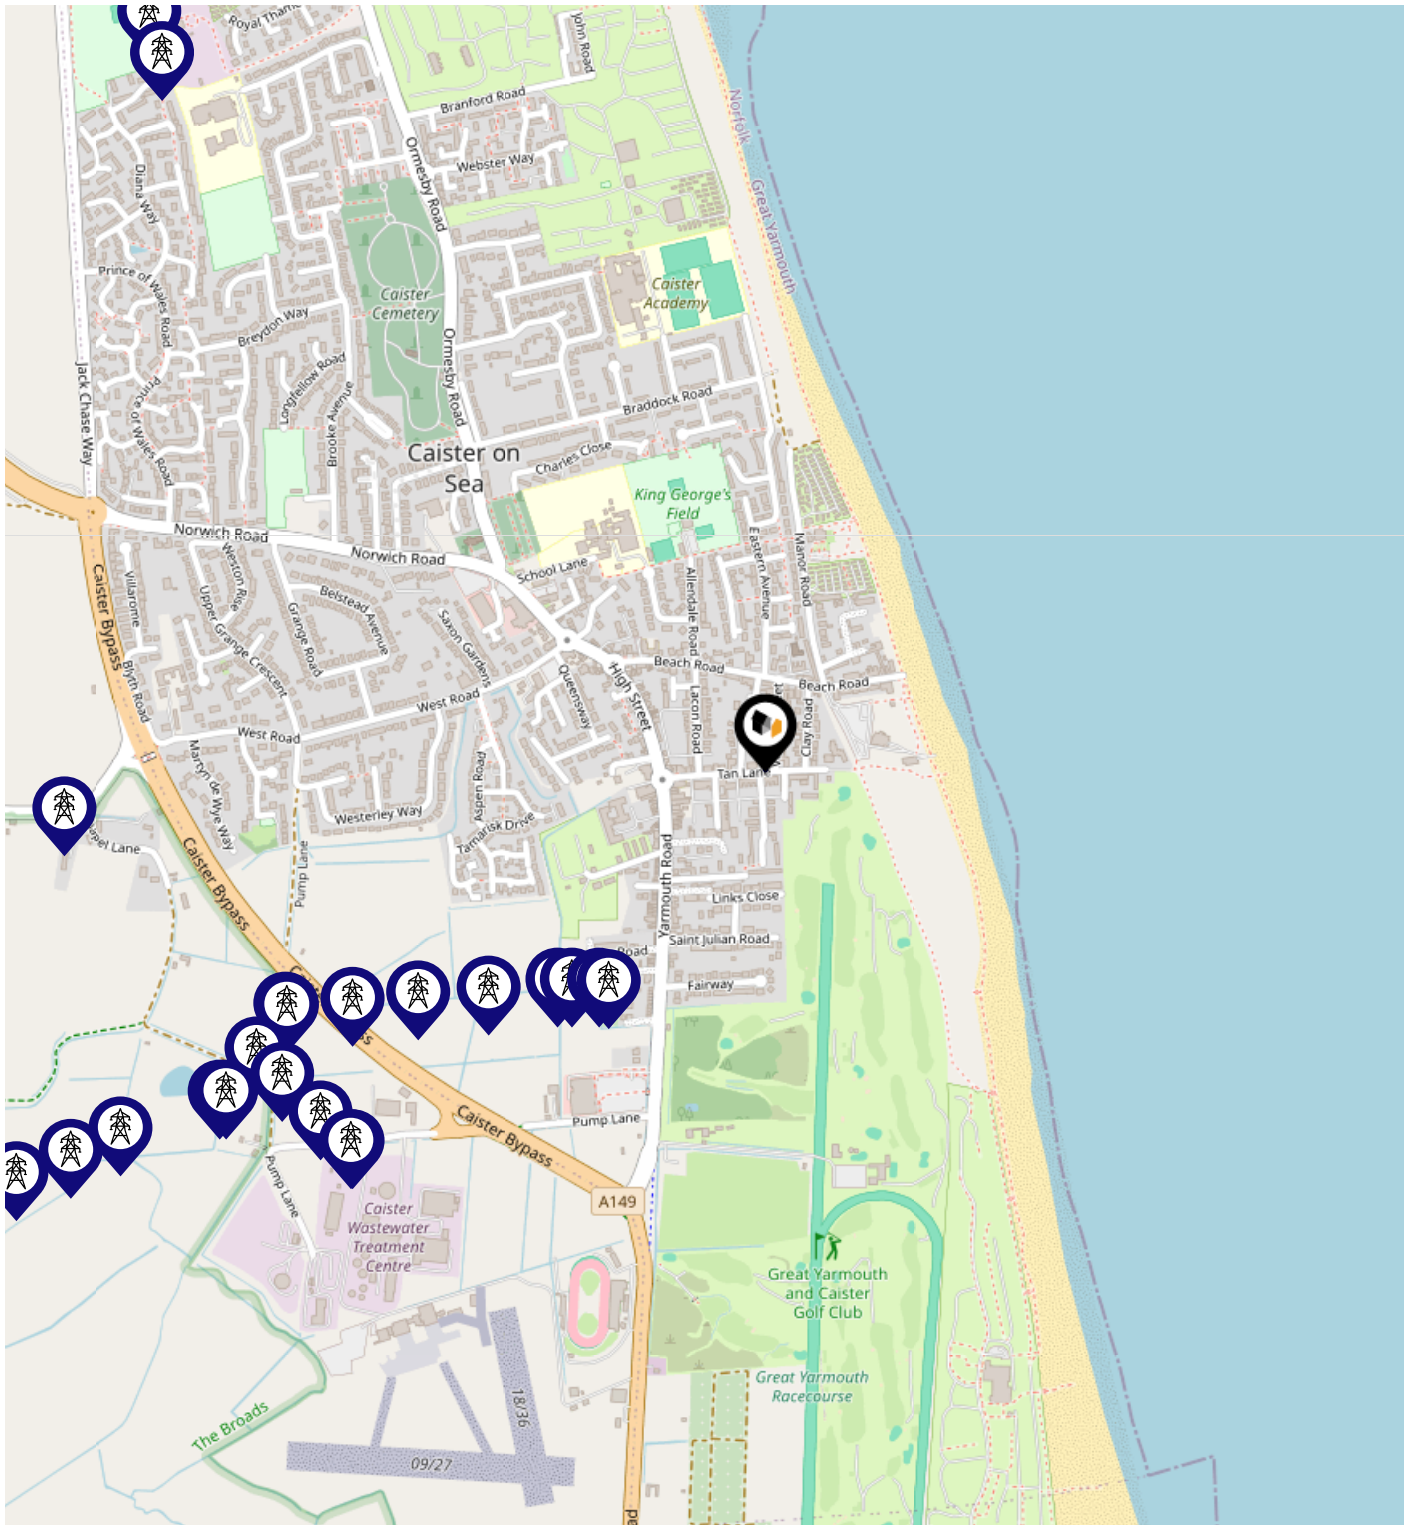 Royal Thame
John Road
Branford Road
Norfolk
Ormesby Road
Webster Way
Diana Way
Great Yarmouth
Prince of Wales Road
Caister
Academy
Caister
Cemetery
Breydon Way
Ormesby Road
Jack Chase Way
Longfellow Road
Prince of Wales Road
Brooke Avenue
Braddock Road
Caister on
Sea
Charles Close
King George's
Field
Norwich Road
Norwich Road
Eastern Avenue
Manor Road
School Lane
Caister Bypass
Villarome
Weston Rise
Upper Grange Crescent
Belstead Avenue
Grange Road
Saxon Gardens
Allendale Road
Beach Road
Beach Road
Blyth Road
High Street
Queensway
West Road
Lacon Road
Clay Road
West Road
Martyn de Wye Way
Aspen Road
Tan Lane
Westerley Way
Tamarisk Drive
Caister Bypass
Pump Lane
Yarmouth Road
Links Close
Saint Julian Road
Road
Fairway
Caister Bypass
Pump Lane
Pump Lane
A149
Caister
Wastewater
Treatment
Centre
Great Yarmouth
and Caister
Golf Club
Great Yarmouth
Racecourse
18/36
The Broads
09/27